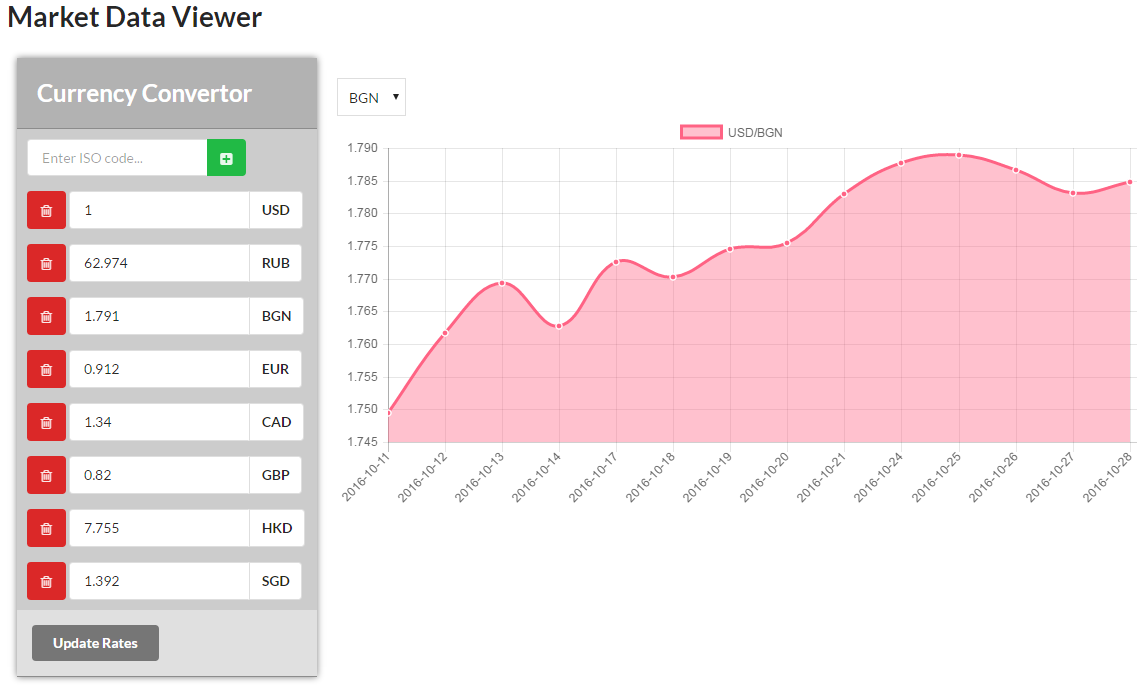 Market Data Viewer
Currency Convertor
Enter ISO code...
1 USD
62.974 RUB
1.791 BGN
0.912 EUR
1.34 CAD
0.82 GBP
7.755 HKD
1.392 SGD
Update Rates
BGN
USD/BGN
1.790
1.785
1.780
1.775
1.770
1.765
1.760
1.755
1.750
1.745
2016-10-11
2016-10-12
2016-10-13
2016-10-14
2016-10-17
2016-10-18
2016-10-19
2016-10-20
2016-10-21
2016-10-24
2016-10-25
2016-10-26
2016-10-27
2016-10-28